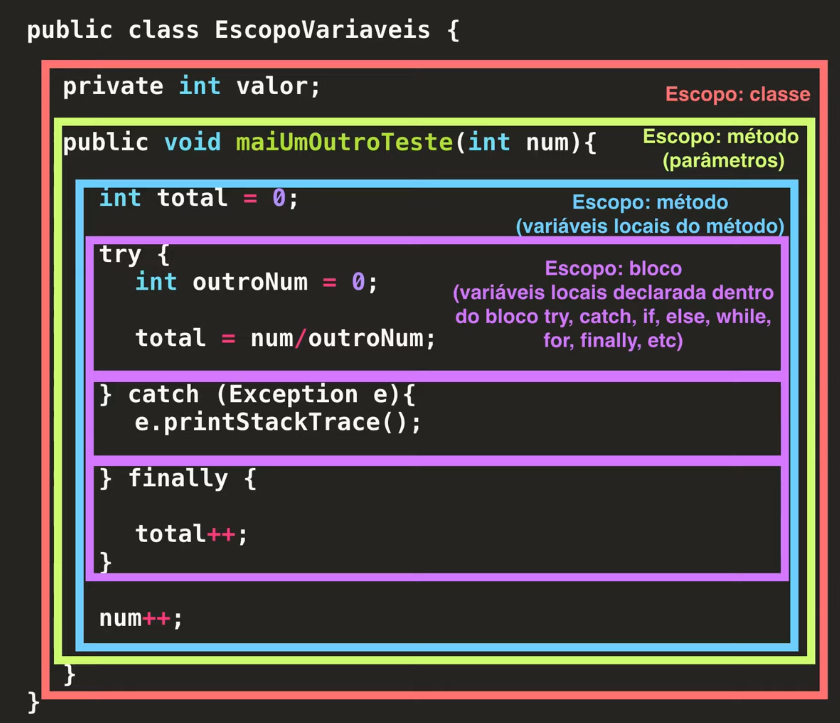 public class EscopoVariaveis {
private int valor;
Escopo: classe
public void maiUmOutroTeste(int num){
Escopo: método
(parâmetros)
int total = 0;
Escopo: método
(variáveis locais do método)
try {
int outroNum = 0;
total = num/outroNum;
Escopo: bloco
(variáveis locais declarada dentro
do bloco try, catch, if, else, while,
for, finally, etc)
} catch (Exception e){
e.printStackTrace();
} finally {
total++;
}
num++;
}
}